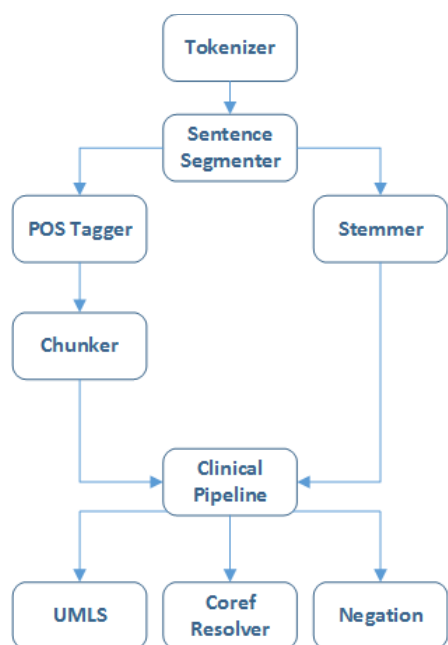 Tokenizer
Sentence
Segmenter
POS Tagger
Stemmer
Chunker
Clinical
Pipeline
UMLS
Coref
Resolver
Negation